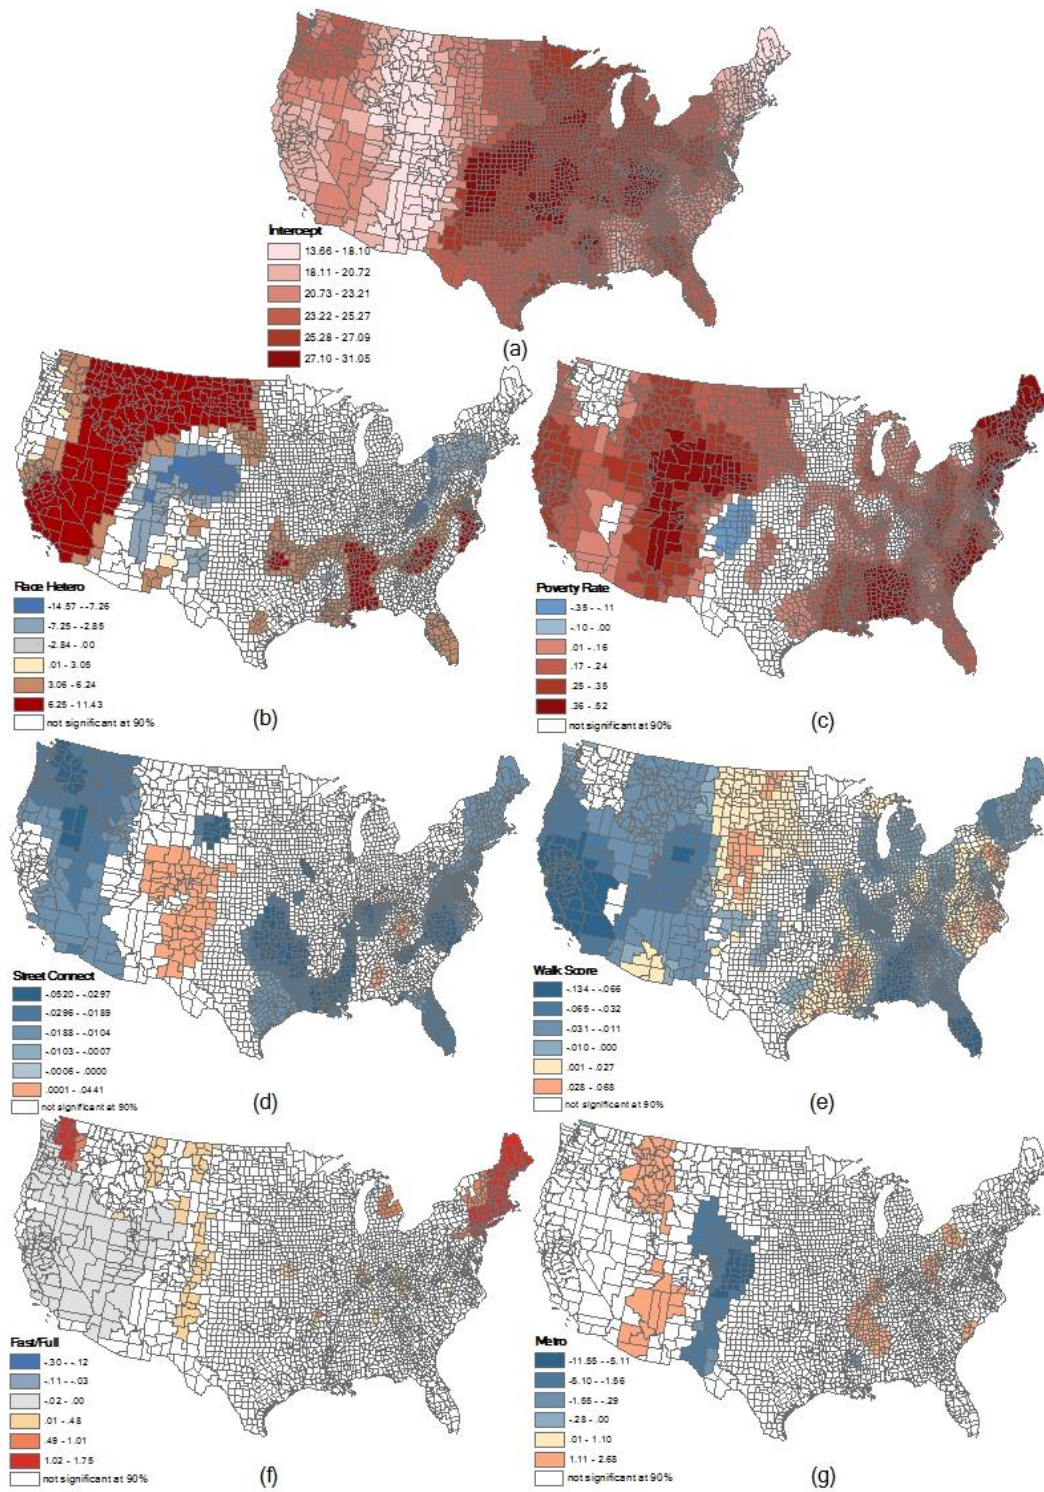 Intercept
13.66 - 18.10
18.11 - 20.72
20.73 - 23.21
23.22 - 25.27
25.28 - 27.09
27.10 - 31.05
(a)
Race Hetero
-14.57 - -7.26
-7.25 - -2.85
-2.84 - .00
.01 - 3.05
3.06 - 6.24
6.25 - 11.43
not significant at 90%
(b)
Poverty Rate
-.35 - -.11
-.10 - .00
.01 - .16
.17 - .24
.25 - .35
.36 - .52
not significant at 90%
(c)
Street Connect
-.0520 - -.0297
-.0296 - -.0189
-.0188 - -.0104
-.0103 - -.0007
-.0006 - .0000
.0001 - .0441
not significant at 90%
(d)
Walk Score
-.134 - -.066
-.065 - -.032
-.031 - -.011
-.010 - .000
.001 - .027
.028 - .068
not significant at 90%
(e)
Fast/Full
-.30 - -.12
-.11 - -.03
-.02 - .00
.01 - .48
.49 - 1.01
1.02 - 1.75
not significant at 90%
(f)
Metro
-11.55 - -5.11
-5.10 - -1.56
-1.55 - -.29
-.28 - .00
.01 - 1.10
1.11 - 2.68
not significant at 90%
(g)